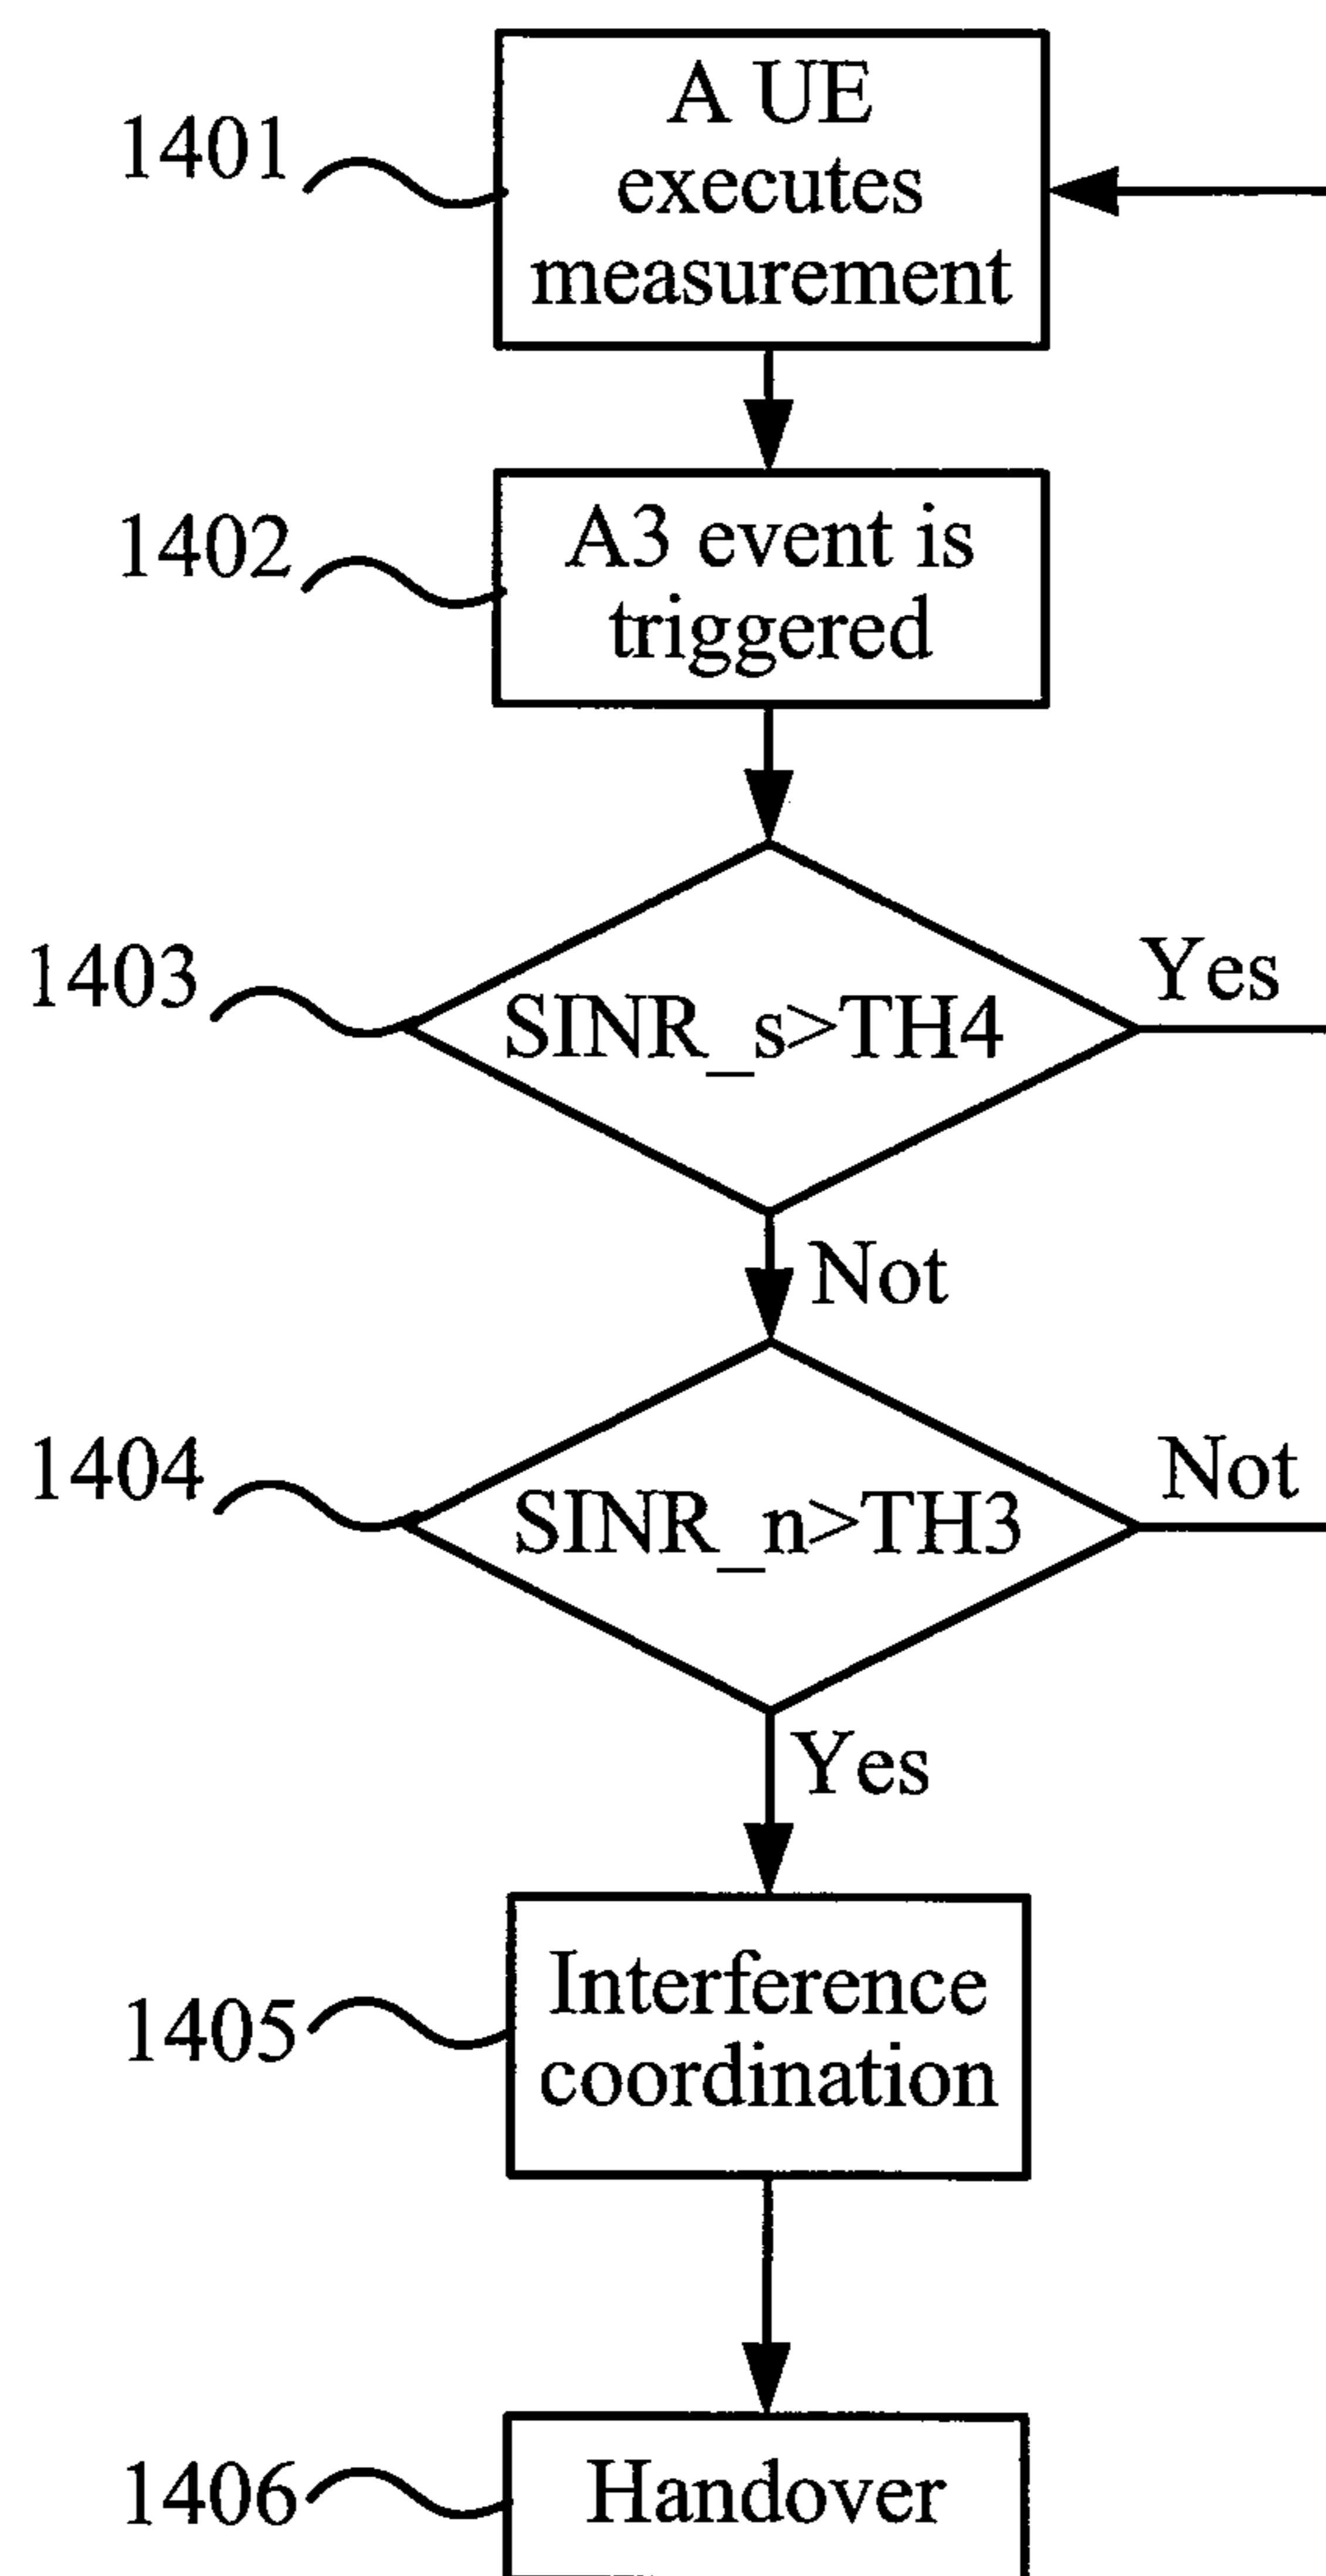 1401
A UE
executes
measurement
1402
A3 event is
triggered
1403
SINR_s>TH4
Yes
Not
1404
SINR_n>TH3
Not
Yes
1405
Interference
coordination
1406
Handover